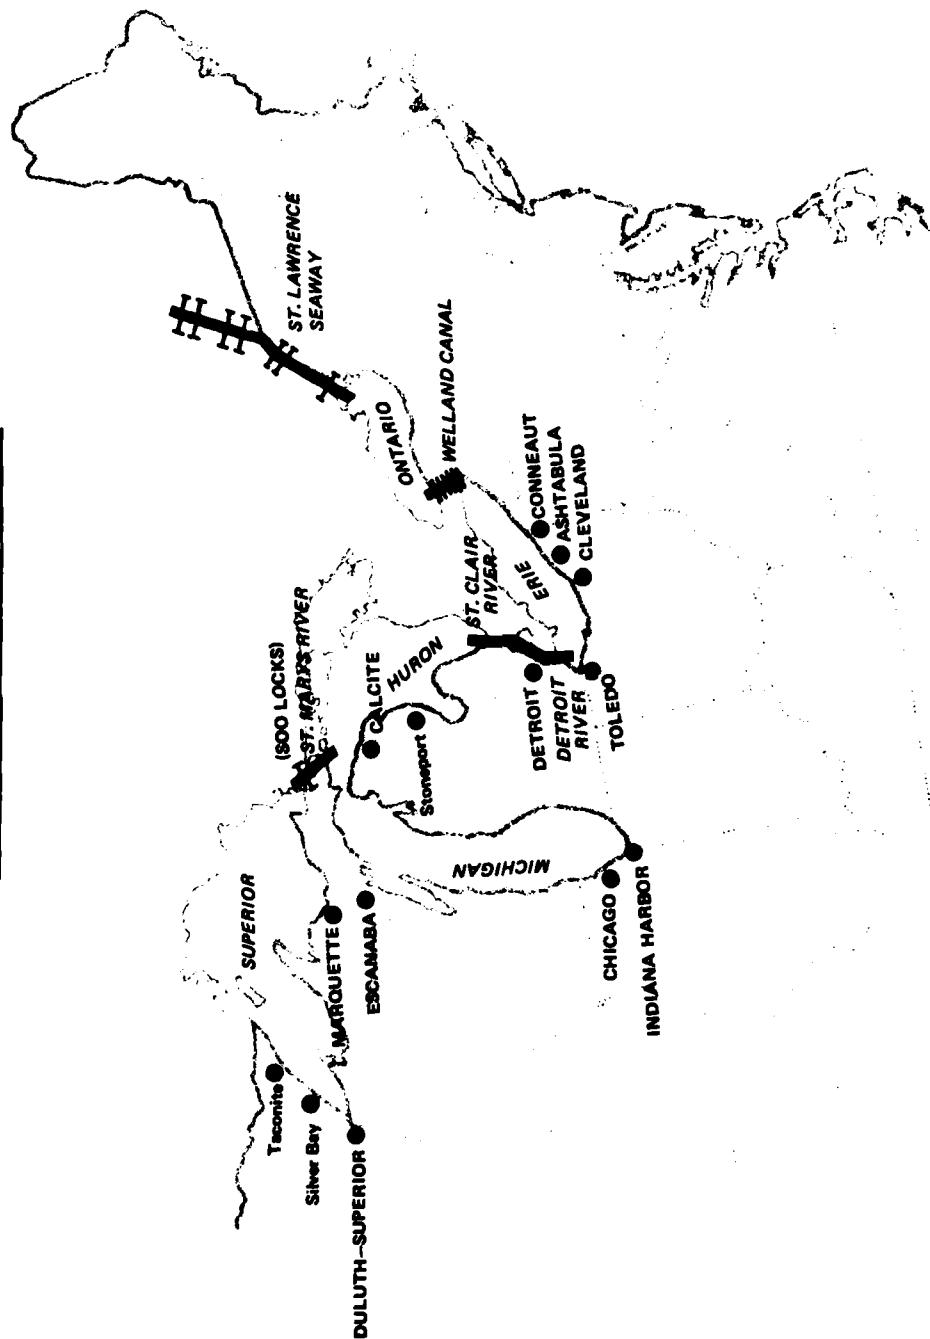 ST. LAWRENCE
SEAWAY
ONTARIO
WELLAND CANAL
CONNEAUT
ASHTABULA
CLEVELAND
ERIE
ST. CLAIR
RIVER
(SOO LOCKS)
ST. MARYS RIVER
HURON
CALCITE
Stoneport
DETROIT
DETROIT
RIVER
TOLEDO
SUPERIOR
MICHIGAN
MARQUETTE
ESCANABA
CHICAGO
INDIANA HARBOR
Taconite
Silver Bay
DULUTH-SUPERIOR